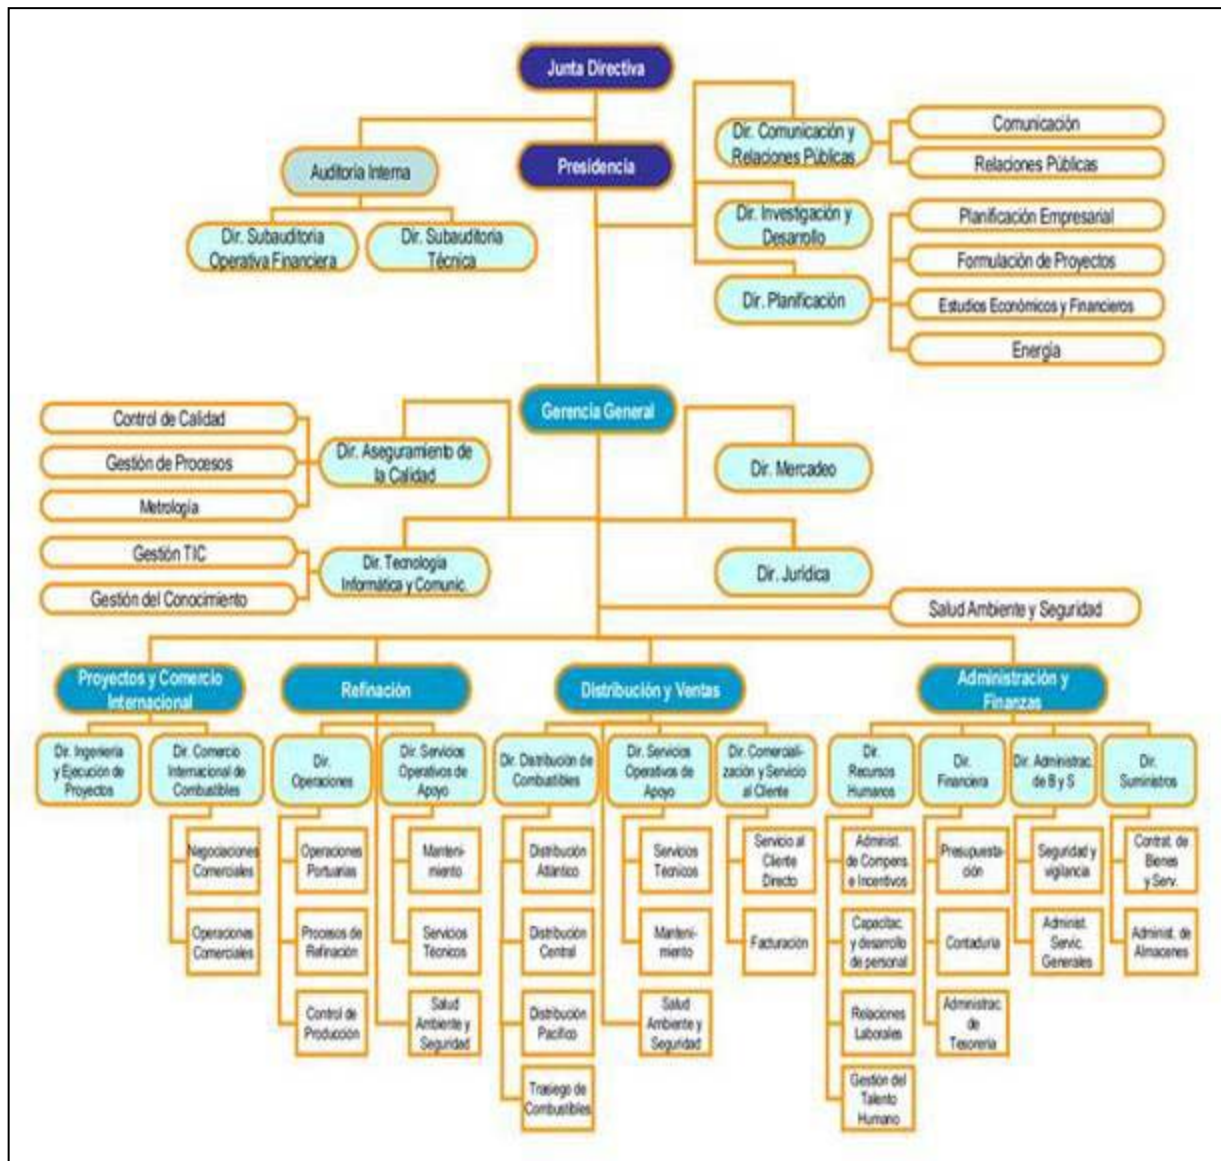 Junta Directiva
Auditoria Interna
Presidencia
Dir. Comunicación y
Relaciones Públicas
Comunicación
Relaciones Públicas
Dir. Subauditoria
Operativa Financiera
Dir. Subauditoria
Técnica
Dir. Investigación y
Desarrollo
Dir. Planificación
Planificación Empresarial
Formulación de Proyectos
Estudios Económicos y Financieros
Energía
Gerencia General
Control de Calidad
Gestión de Procesos
Metrología
Dir. Aseguramiento de
la Calidad
Dir. Mercadeo
Gestión TIC
Gestión del Conocimiento
Dir. Tecnología
Informática y Comunic.
Dir. Jurídica
Salud Ambiente y Seguridad
Proyectos y Comercio
Internacional
Refinación
Distribución y Ventas
Administración y
Finanzas
Dir. Ingeniería
y Ejecución de
Proyectos
Dir. Comercio
Internacional de
Combustibles
Dir.
Operaciones
Dir. Servicios
Operativos de
Apoyo
Dir. Distribución
de Combustibles
Dir. Servicios
Operativos de
Apoyo
Dir. Comerciali-
zación y Servicio
al Cliente
Dir.
Recursos
Humanos
Dir.
Financiera
Dir. Administrac.
de B y S
Dir.
Suministros
Negociaciones
Comerciales
Operaciones
Portuarias
Manteni-
miento
Distribución
Atlántico
Servicios
Técnicos
Servicio al
Cliente
Directo
Administ.
de Compens.
e Incentivos
Presupuesta-
ción
Seguridad y
vigilancia
Contrat. de
Bienes
y Serv.
Operaciones
Comerciales
Procesos de
Refinación
Servicios
Técnicos
Distribución
Central
Manteni-
miento
Facturación
Capacitac.
y desarrollo
de personal
Contaduría
Administ.
Servic.
Generales
Administ. de
Almacenes
Control de
Producción
Salud
Ambiente y
Seguridad
Distribución
Pacífico
Salud
Ambiente y
Seguridad
Relaciones
Laborales
Administrac.
de
Tesorería
Trasiego de
Combustibles
Gestión del
Talento
Humano